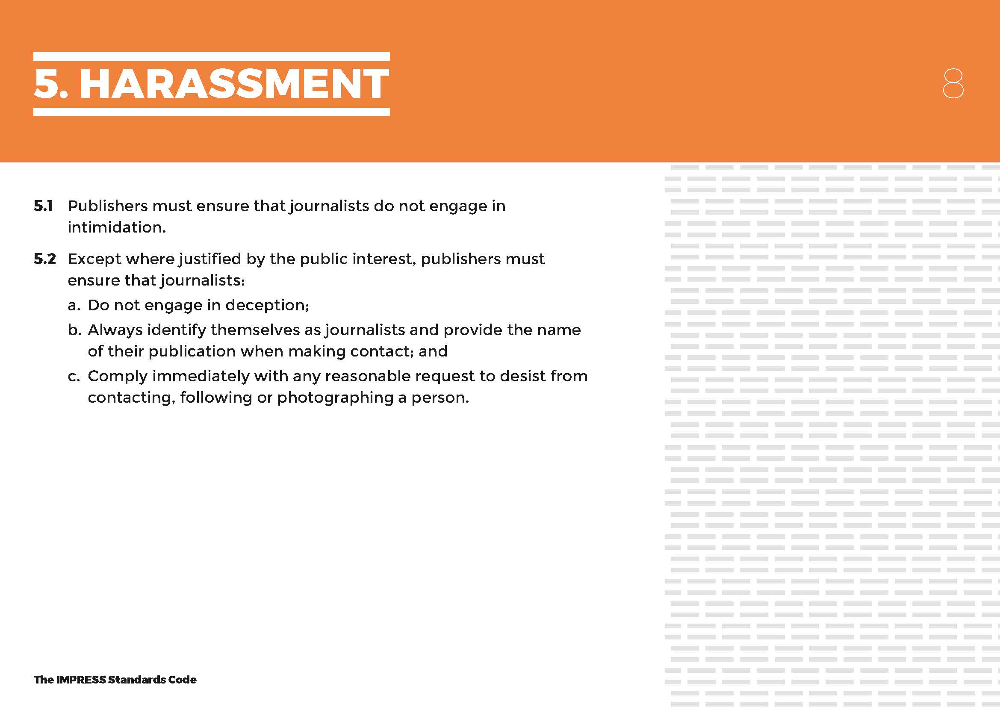 5. HARASSMENT
8
5.1 Publishers must ensure that journalists do not engage in
intimidation.
5.2 Except where justified by the public interest, publishers must
ensure that journalists:
a. Do not engage in deception;
b. Always identify themselves as journalists and provide the name
of their publication when making contact; and
c. Comply immediately with any reasonable request to desist from
contacting, following or photographing a person.
The IMPRESS Standards Code